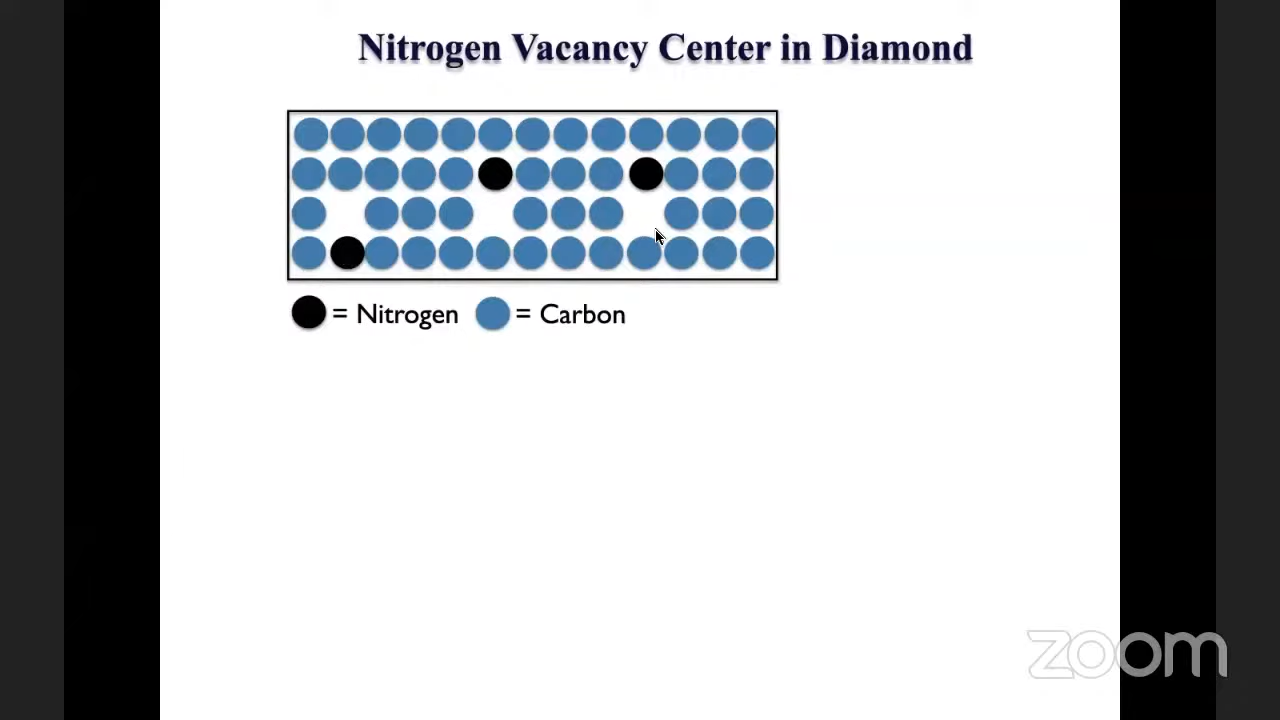 Nitrogen Vacancy Center in Diamond
= Nitrogen = Carbon
zoom